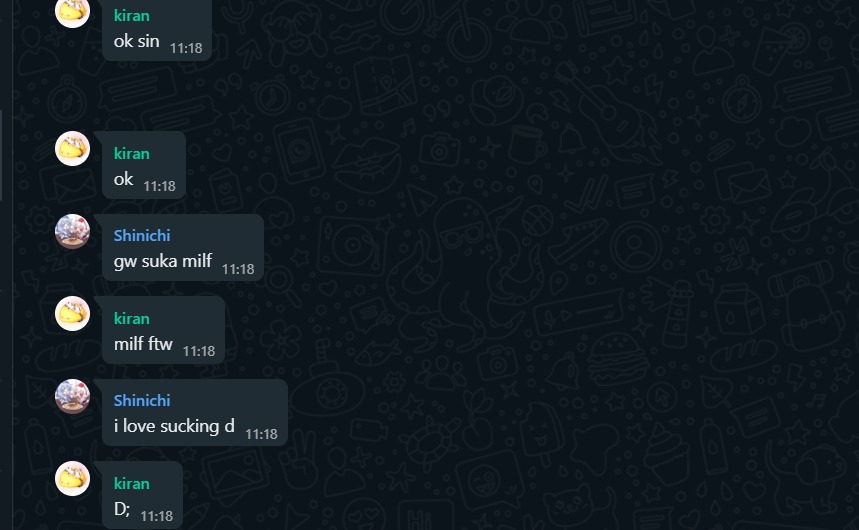 kiran
ok sin 11:18
kiran
ok 11:18
Shinichi
gw suka milf 11:18
kiran
milf ftw 11:18
Shinichi
i love sucking d 11:18
kiran
D; 11:18